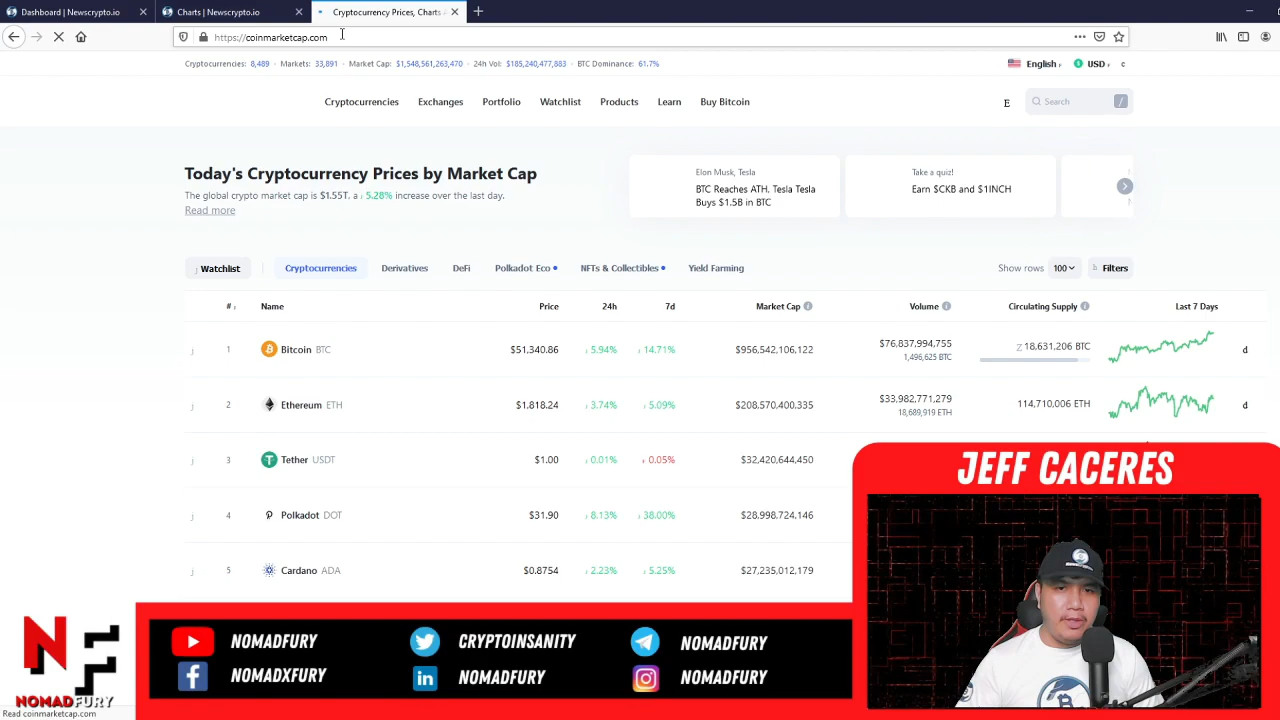 Dashboard | Newscrypto.io
Charts | Newscrypto.io
Cryptocurrency Prices, Charts
https://coinmarketcap.com
Cryptocurrencies: 8,489 · Markets: 33,891 · Market Cap: $1,548,561,263,470 · 24h Vol: $185,240,477,883 · BTC Dominance: 61.7%
English
USD
Cryptocurrencies Exchanges Portfolio Watchlist Products Learn Buy Bitcoin
E
Search /
Today's Cryptocurrency Prices by Market Cap
The global crypto market cap is $1.55T, a 5.28% increase over the last day.
Read more
Elon Musk, Tesla
BTC Reaches ATH. Tesla Tesla
Buys $1.5B in BTC
Take a quiz!
Earn $CKB and $1INCH
Watchlist Cryptocurrencies Derivatives DeFi Polkadot Eco NFTs & Collectibles Yield Farming Show rows 100 Filters
# Name Price 24h 7d Market Cap Volume Circulating Supply Last 7 Days
1 Bitcoin BTC $51,340.86 5.94% 14.71% $956,542,106,122 $76,837,994,755 Z 18,631,206 BTC d
1,496,625 BTC
2 Ethereum ETH $1,818.24 3.74% 5.09% $208,570,400,335 $33,982,771,279 114,710,006 ETH d
18,689,919 ETH
3 Tether USDT $1.00 0.01% 0.05% $32,420,644,450
4 Polkadot DOT $31.90 8.13% 38.00% $28,998,724,146
5 Cardano ADA $0.8754 2.23% 5.25% $27,235,012,179
JEFF CACERES
NOMADFURY
CRYPTOINSANITY
NOMADFURY
NOMADXFURY
NOMADFURY
NOMADFURY
NF
NOMADFURY
Read coinmarketcap.com